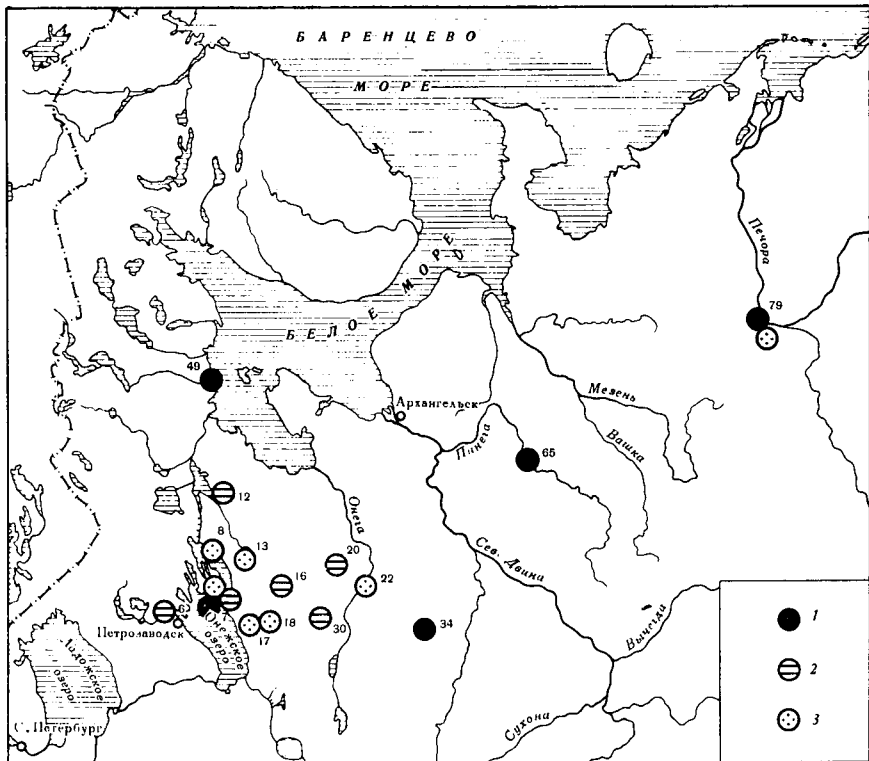 БАРЕНЦЕВО
МОРЕ
Печора
79
БЕЛОЕ МОРЕ
49
Архангельск
Мезень
Пинега
Вашка
65
12
Онега
8
13
20
Сев. Двина
16
22
6
Петрозаводск
Онежское
озеро
17
18
30
34
Вычегда
Ладожское
озеро
С. Петербург
Сухона
1
2
3